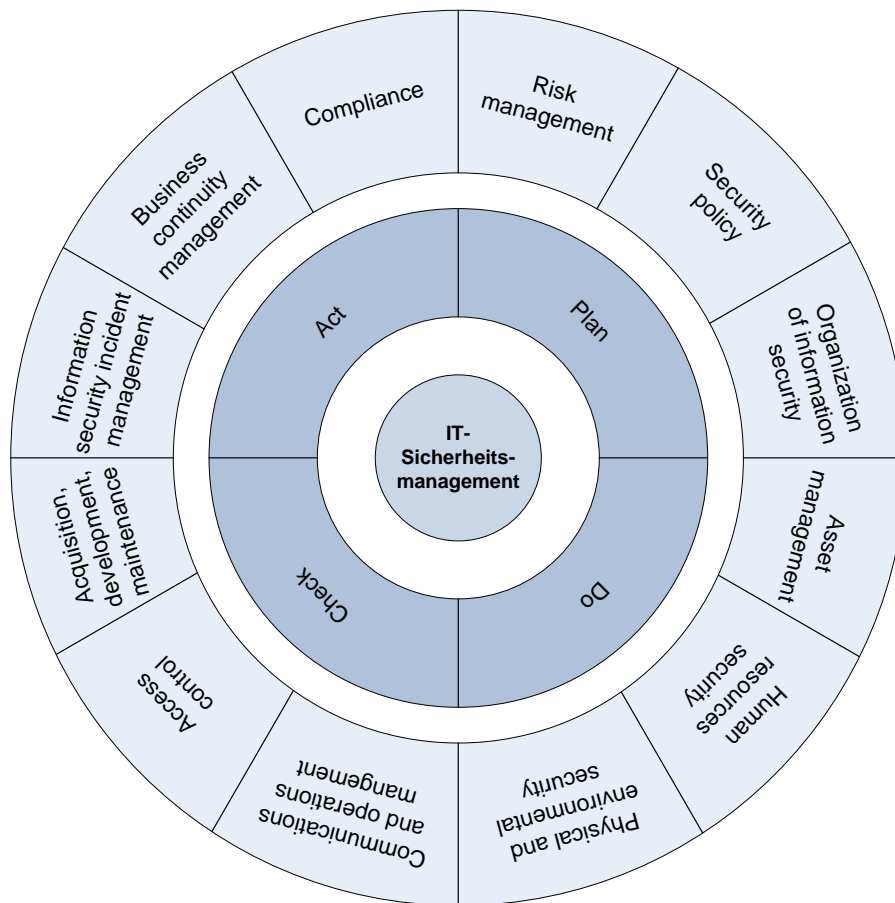 Risk
management
Security
policy
Organization
of information
security
Asset
management
Human
resources
security
Physical and
environmental
security
Communications
and operations
mangement
Access
control
Acquisition,
development,
maintenance
Information
security incident
management
Business
continuity
management
Compliance
Plan
Do
Check
Act
IT-
Sicherheits-
management